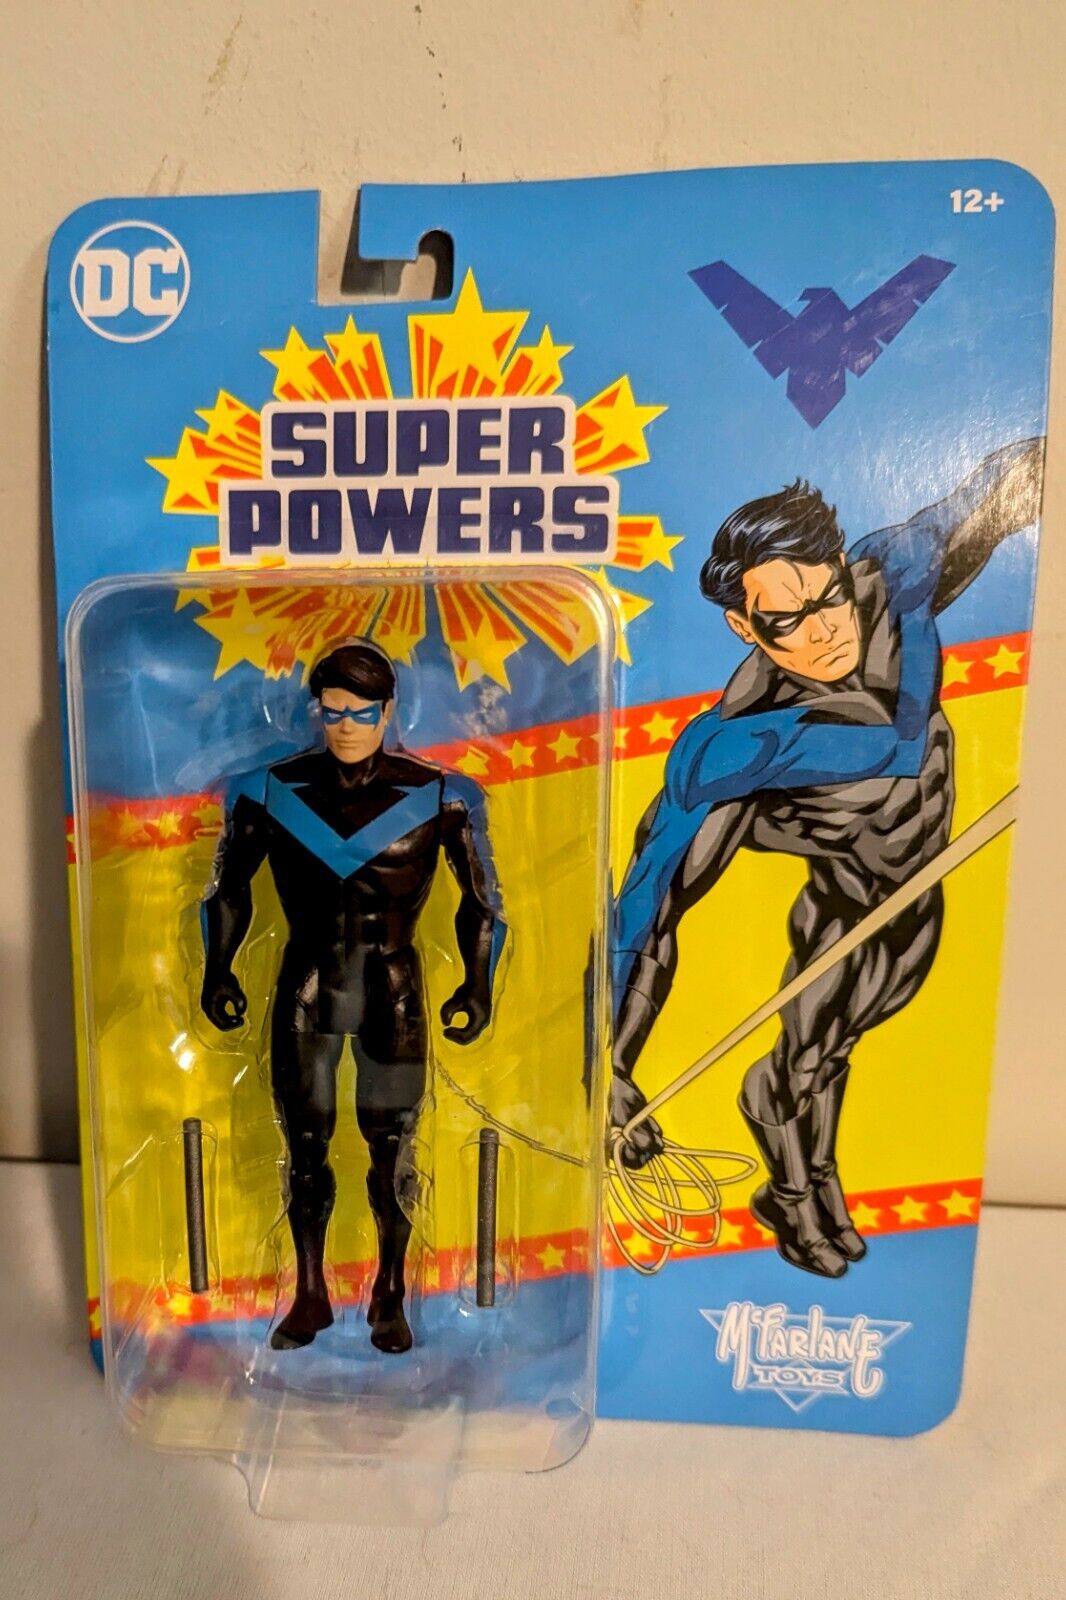 12+
DC
SUPER
POWERS
McFARLANE
TOYS